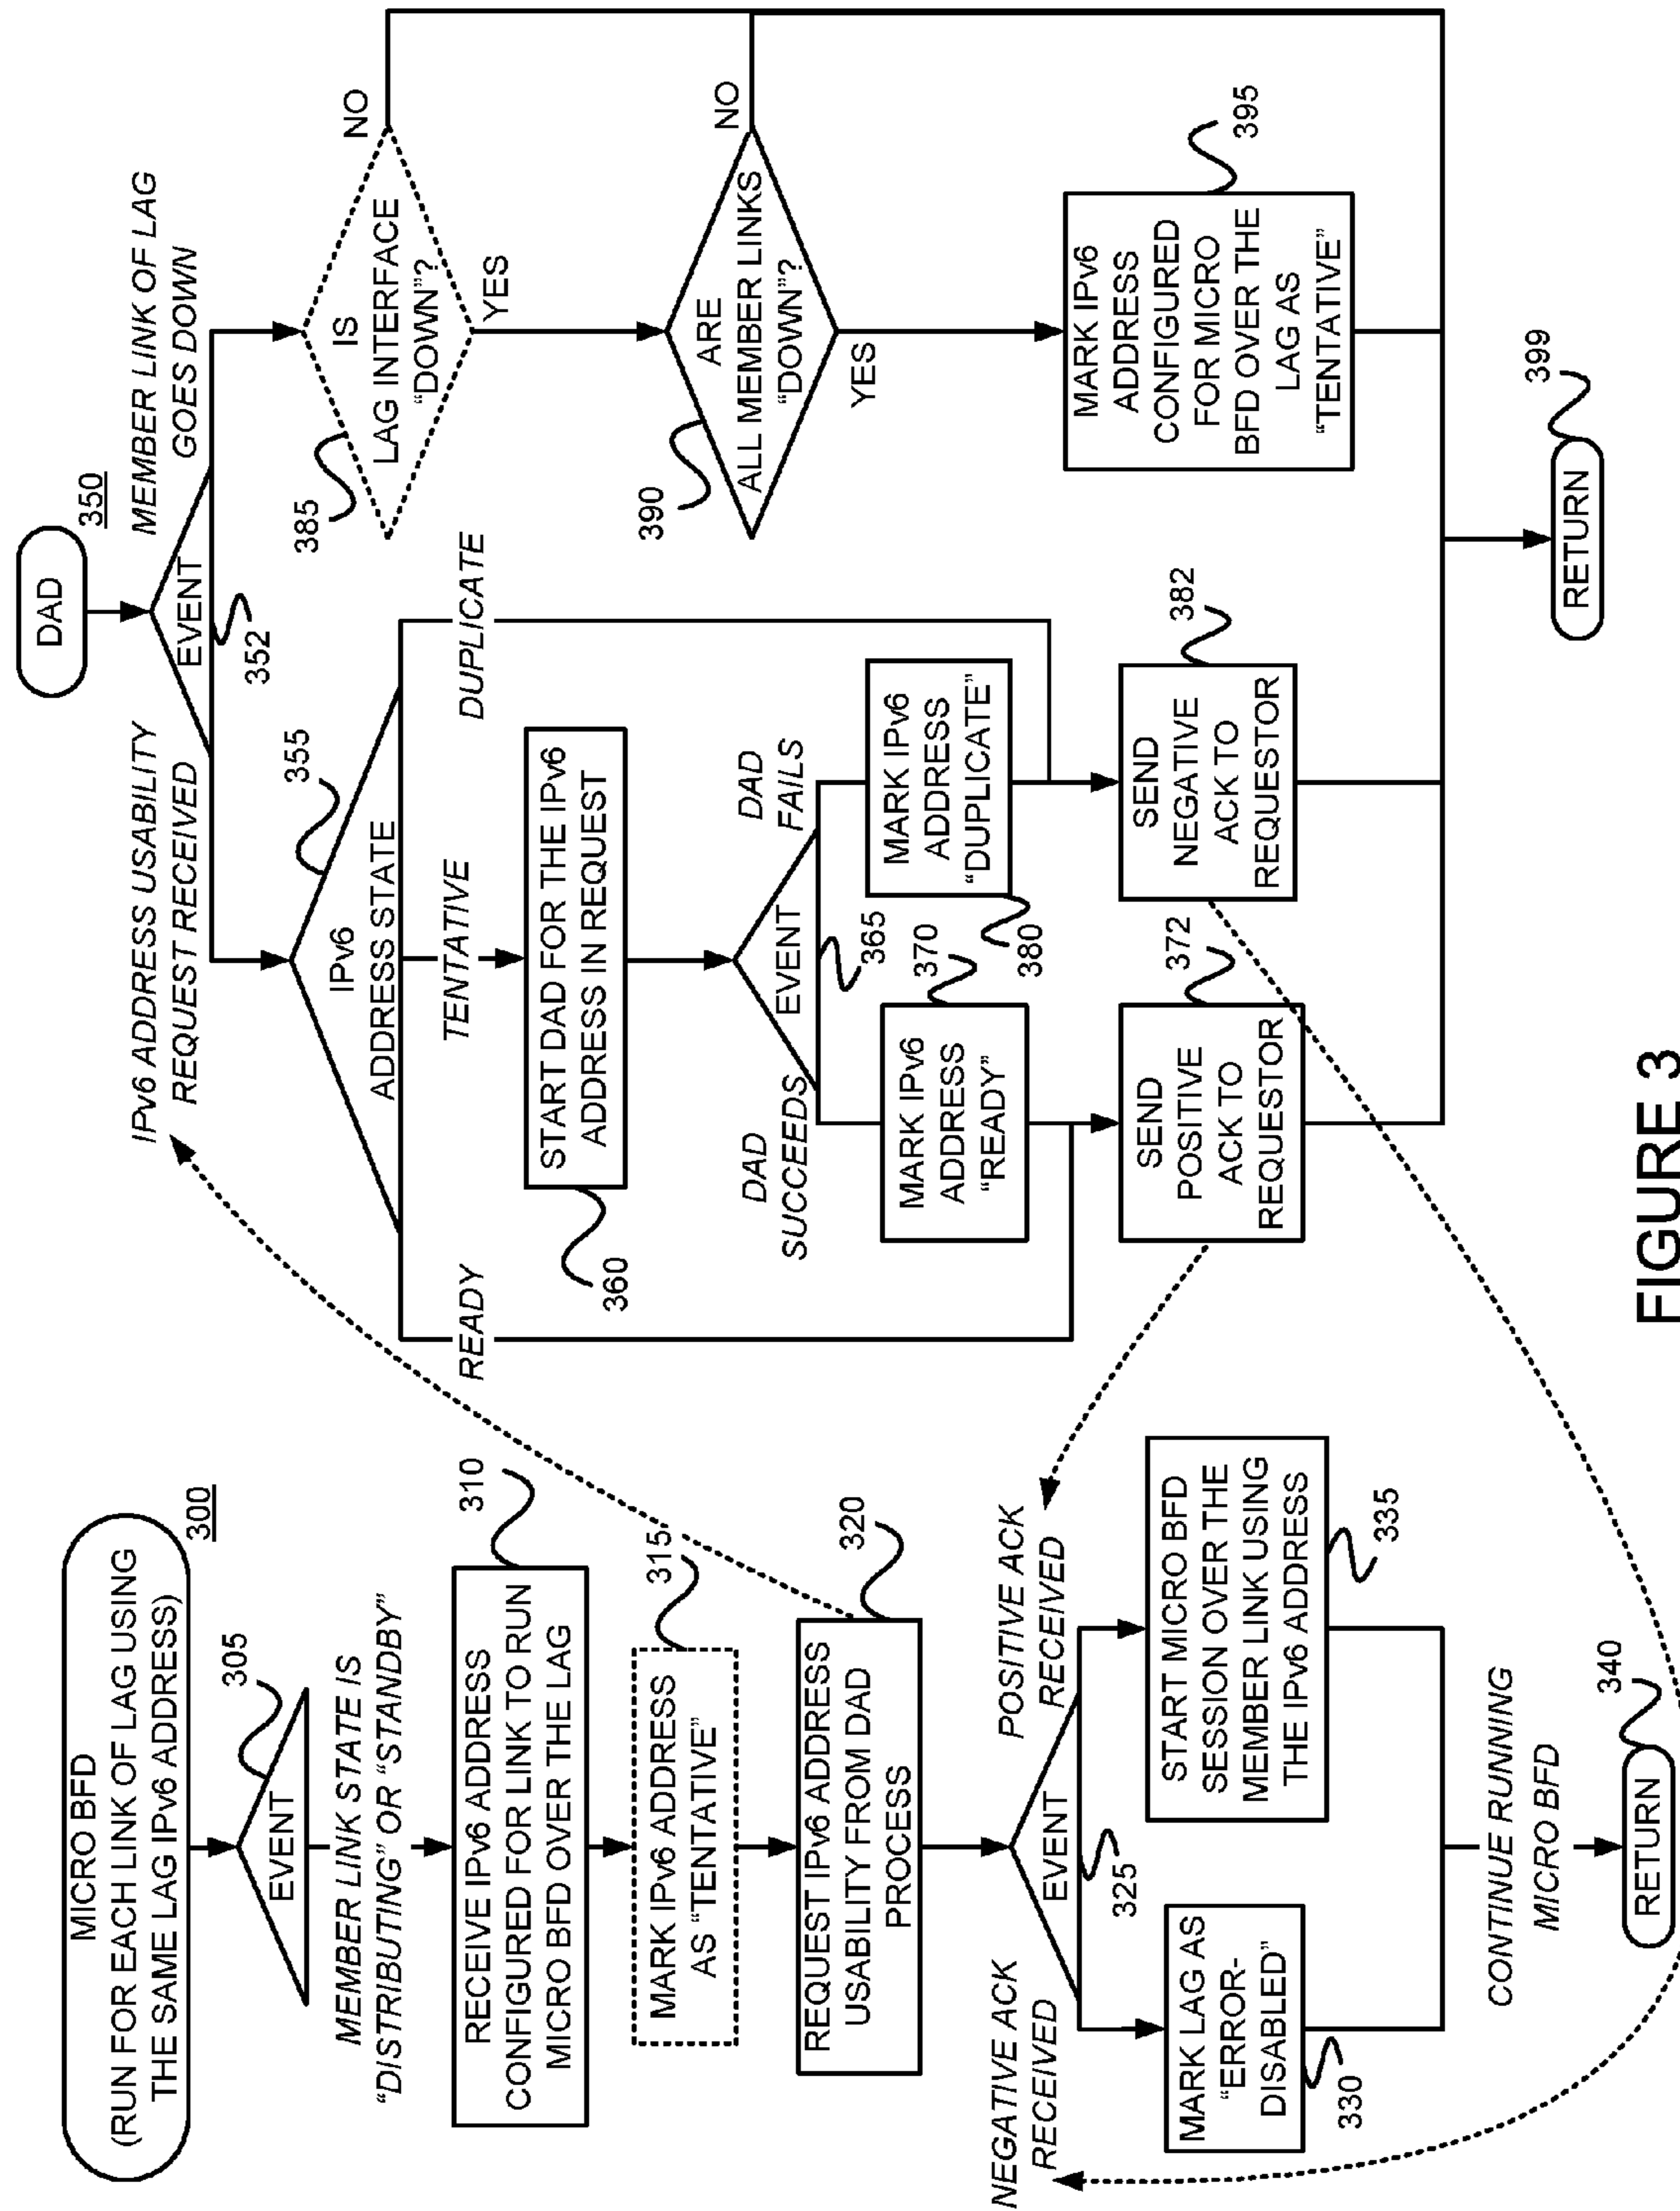 MICRO BFD
(RUN FOR EACH LINK OF LAG USING
THE SAME LAG IPv6 ADDRESS)
300
EVENT
305
MEMBER LINK STATE IS
“DISTRIBUTING” OR “STANDBY”
RECEIVE IPv6 ADDRESS
CONFIGURED FOR LINK TO RUN
MICRO BFD OVER THE LAG
310
MARK IPv6 ADDRESS
AS “TENTATIVE”
315
REQUEST IPv6 ADDRESS
USABILITY FROM DAD
PROCESS
320
EVENT
325
NEGATIVE ACK
RECEIVED
POSITIVE ACK
RECEIVED
MARK LAG AS
“ERROR-
DISABLED”
330
START MICRO BFD
SESSION OVER THE
MEMBER LINK USING
THE IPv6 ADDRESS
335
CONTINUE RUNNING
MICRO BFD
RETURN
340
DAD
350
EVENT
352
IPv6 ADDRESS USABILITY
REQUEST RECEIVED
MEMBER LINK OF LAG
GOES DOWN
IPv6
ADDRESS STATE
355
READY
TENTATIVE
DUPLICATE
START DAD FOR THE IPv6
ADDRESS IN REQUEST
360
EVENT
365
DAD
SUCCEEDS
DAD
FAILS
MARK IPv6
ADDRESS
“READY”
370
MARK IPv6
ADDRESS
“DUPLICATE”
380
SEND
POSITIVE
ACK TO
REQUESTOR
372
SEND
NEGATIVE
ACK TO
REQUESTOR
382
IS
LAG INTERFACE
“DOWN”?
385
NO
YES
ARE
ALL MEMBER LINKS
“DOWN”?
390
NO
YES
MARK IPv6
ADDRESS
CONFIGURED
FOR MICRO
BFD OVER THE
LAG AS
“TENTATIVE”
395
RETURN
399
FIGURE 3